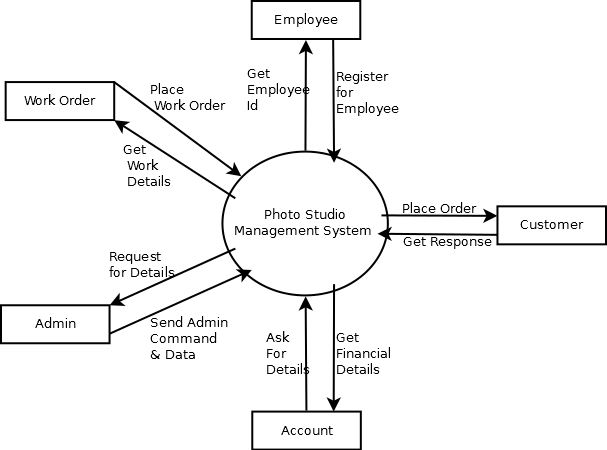 Employee
Get
Employee
Id
Register
for
Employee
Work Order
Place
Work Order
Get
Work
Details
Photo Studio
Management System
Place Order
Get Response
Customer
Request
for Details
Admin
Send Admin
Command
& Data
Ask
For
Details
Get
Financial
Details
Account